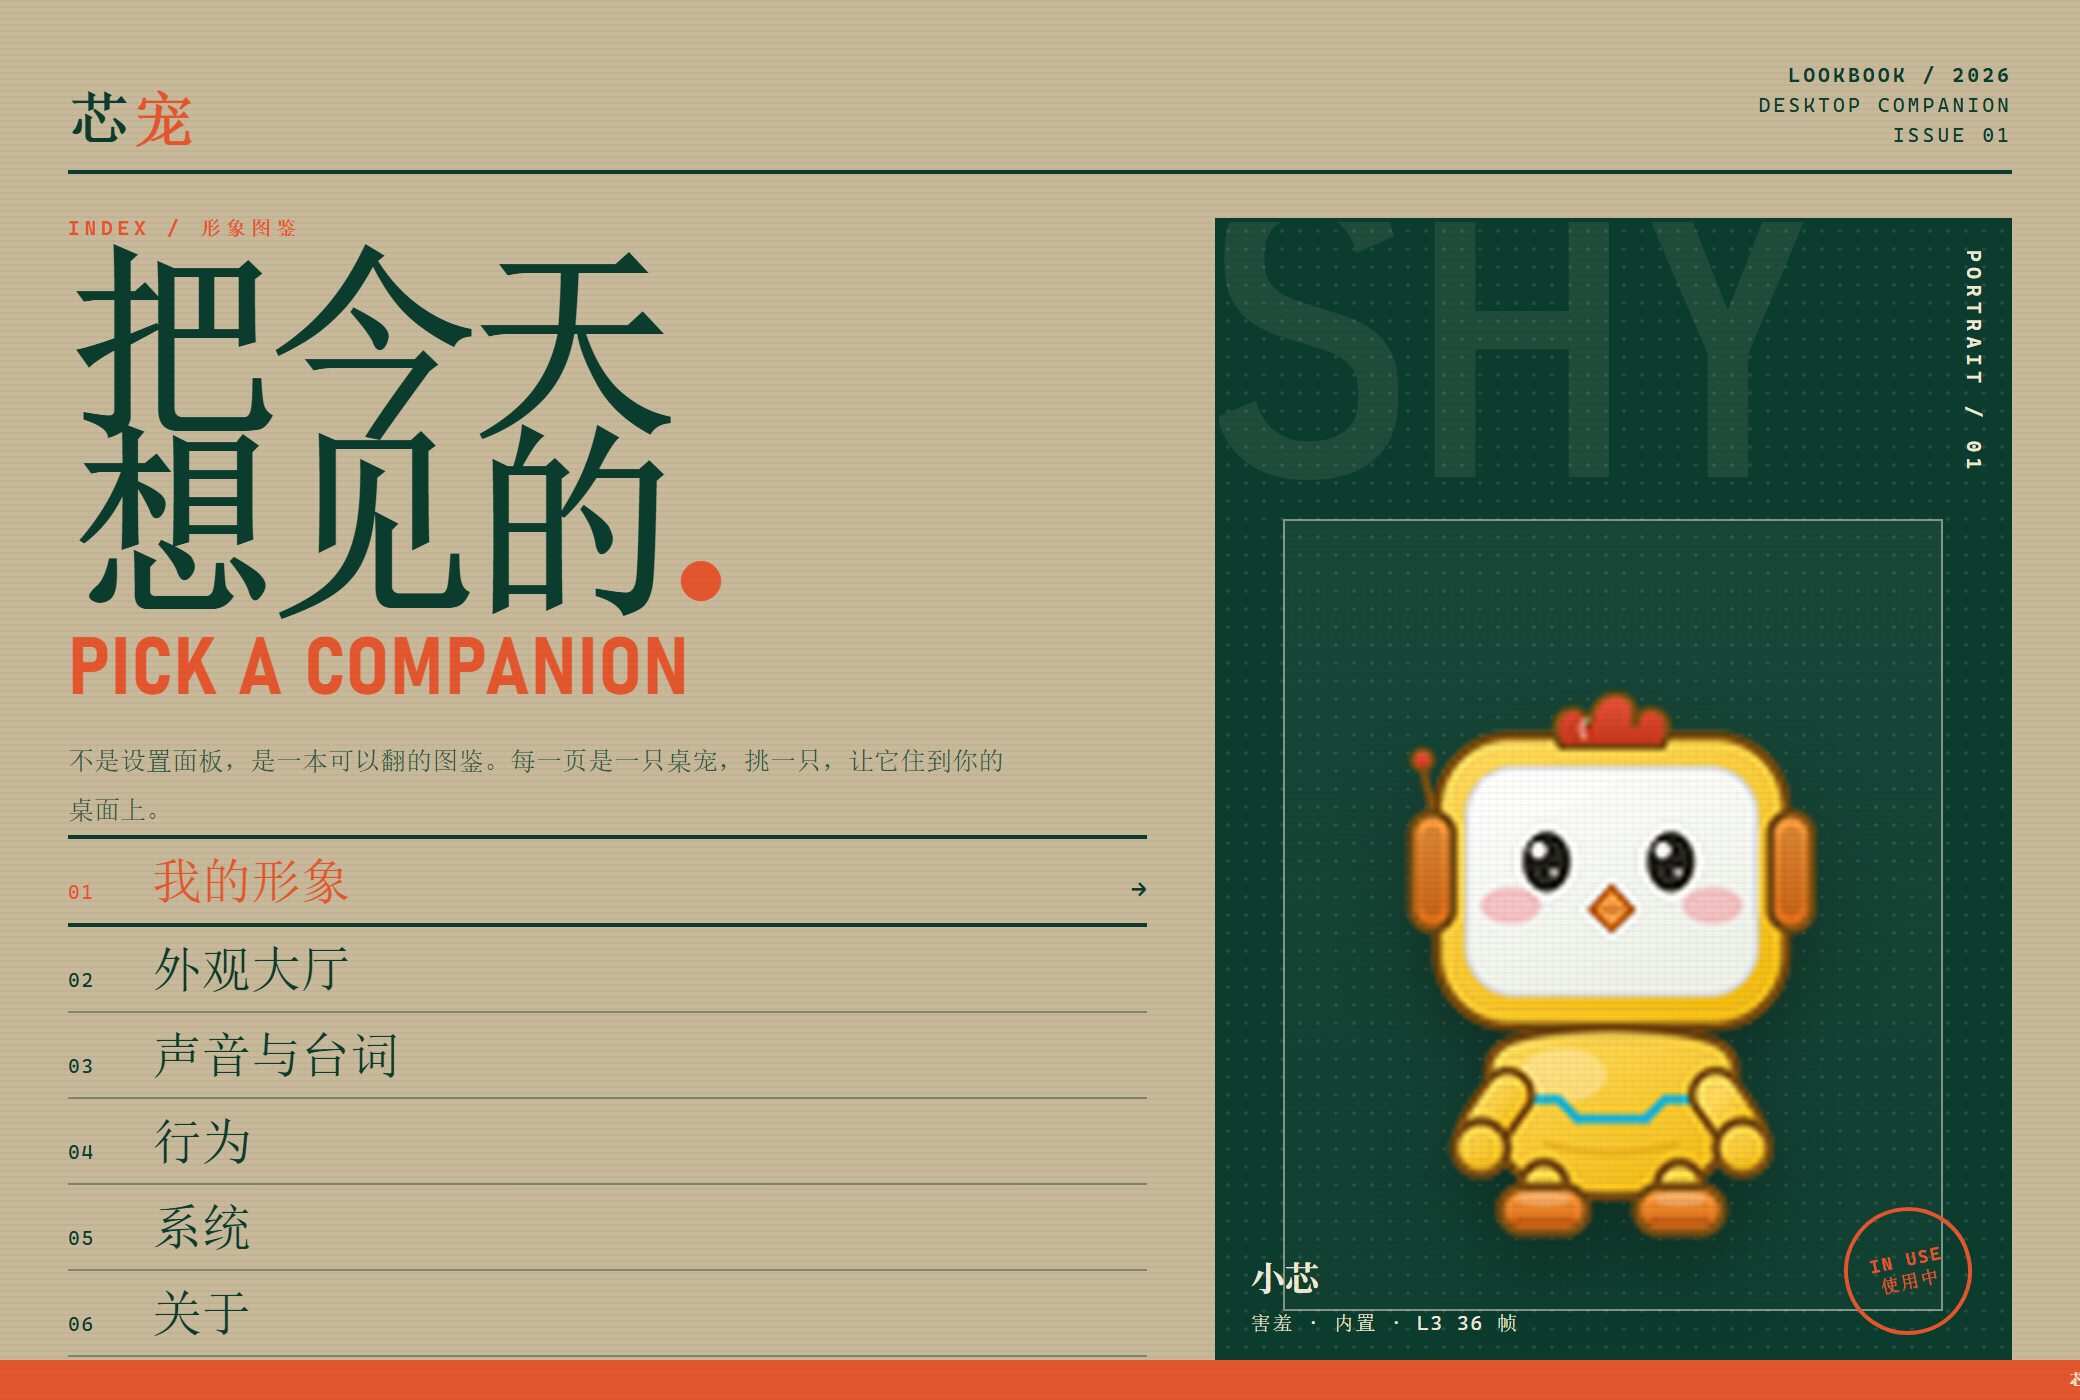 芯宠
LOOKBOOK / 2026
DESKTOP COMPANION
ISSUE 01
INDEX / 形象图鉴
把今天
想见的.
PICK A COMPANION
不是设置面板，是一本可以翻的图鉴。每一页是一只桌宠，挑一只，让它住到你的
桌面上。
01 我的形象 →
02 外观大厅
03 声音与台词
04 行为
05 系统
06 关于
SHY
PORTRAIT / 01
小芯
害羞 · 内置 · L3 36 帧
IN USE
使用中